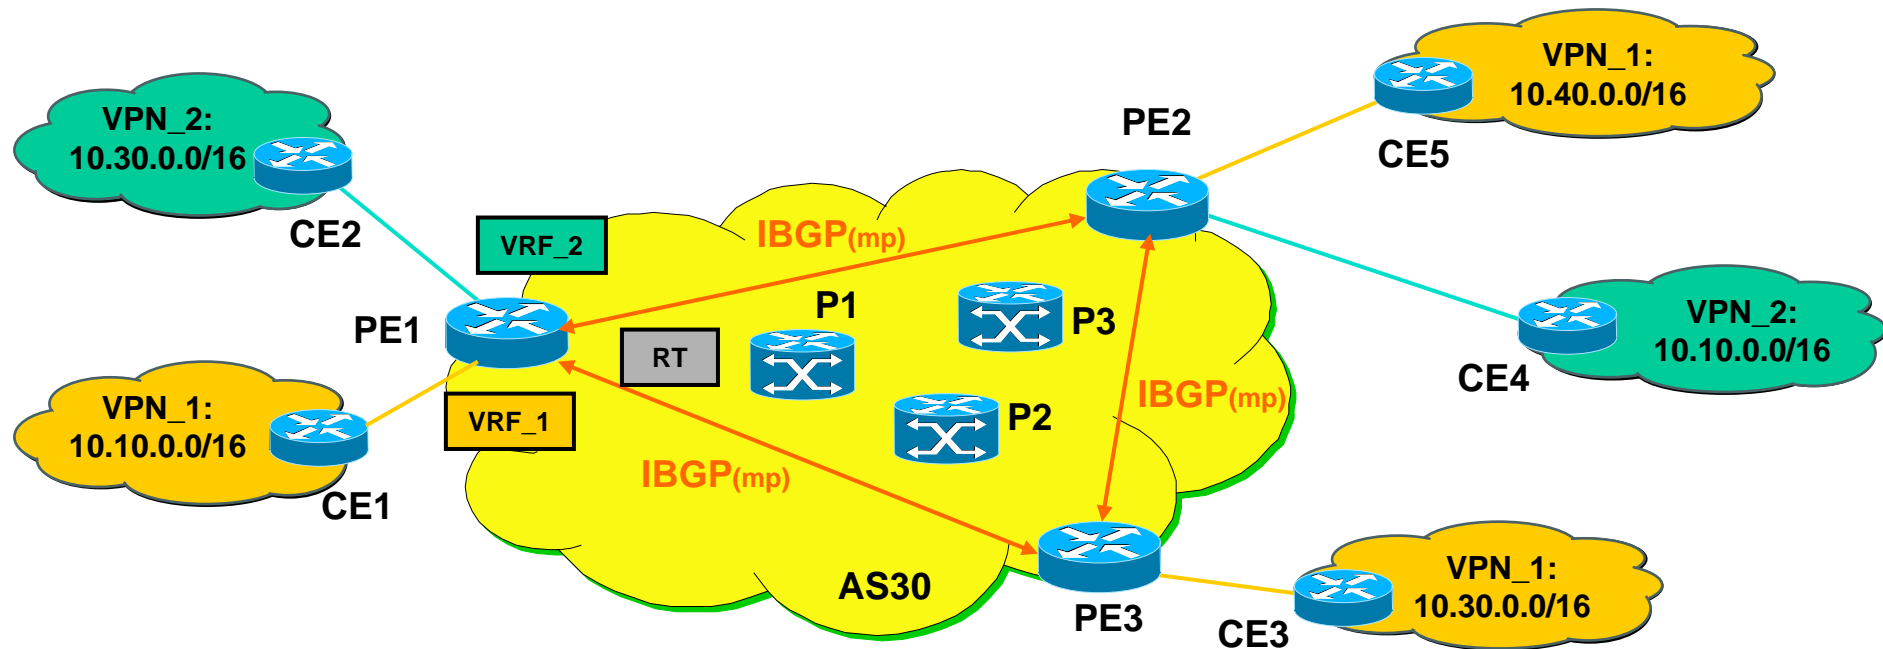 VPN_1:
10.40.0.0/16
PE2
CE5
VPN_2:
10.30.0.0/16
CE2
VRF_2
IBGP(mp)
P1
P3
PE1
RT
VPN_2:
10.10.0.0/16
CE4
VPN_1:
10.10.0.0/16
CE1
VRF_1
P2
IBGP(mp)
IBGP(mp)
AS30
PE3
CE3
VPN_1:
10.30.0.0/16